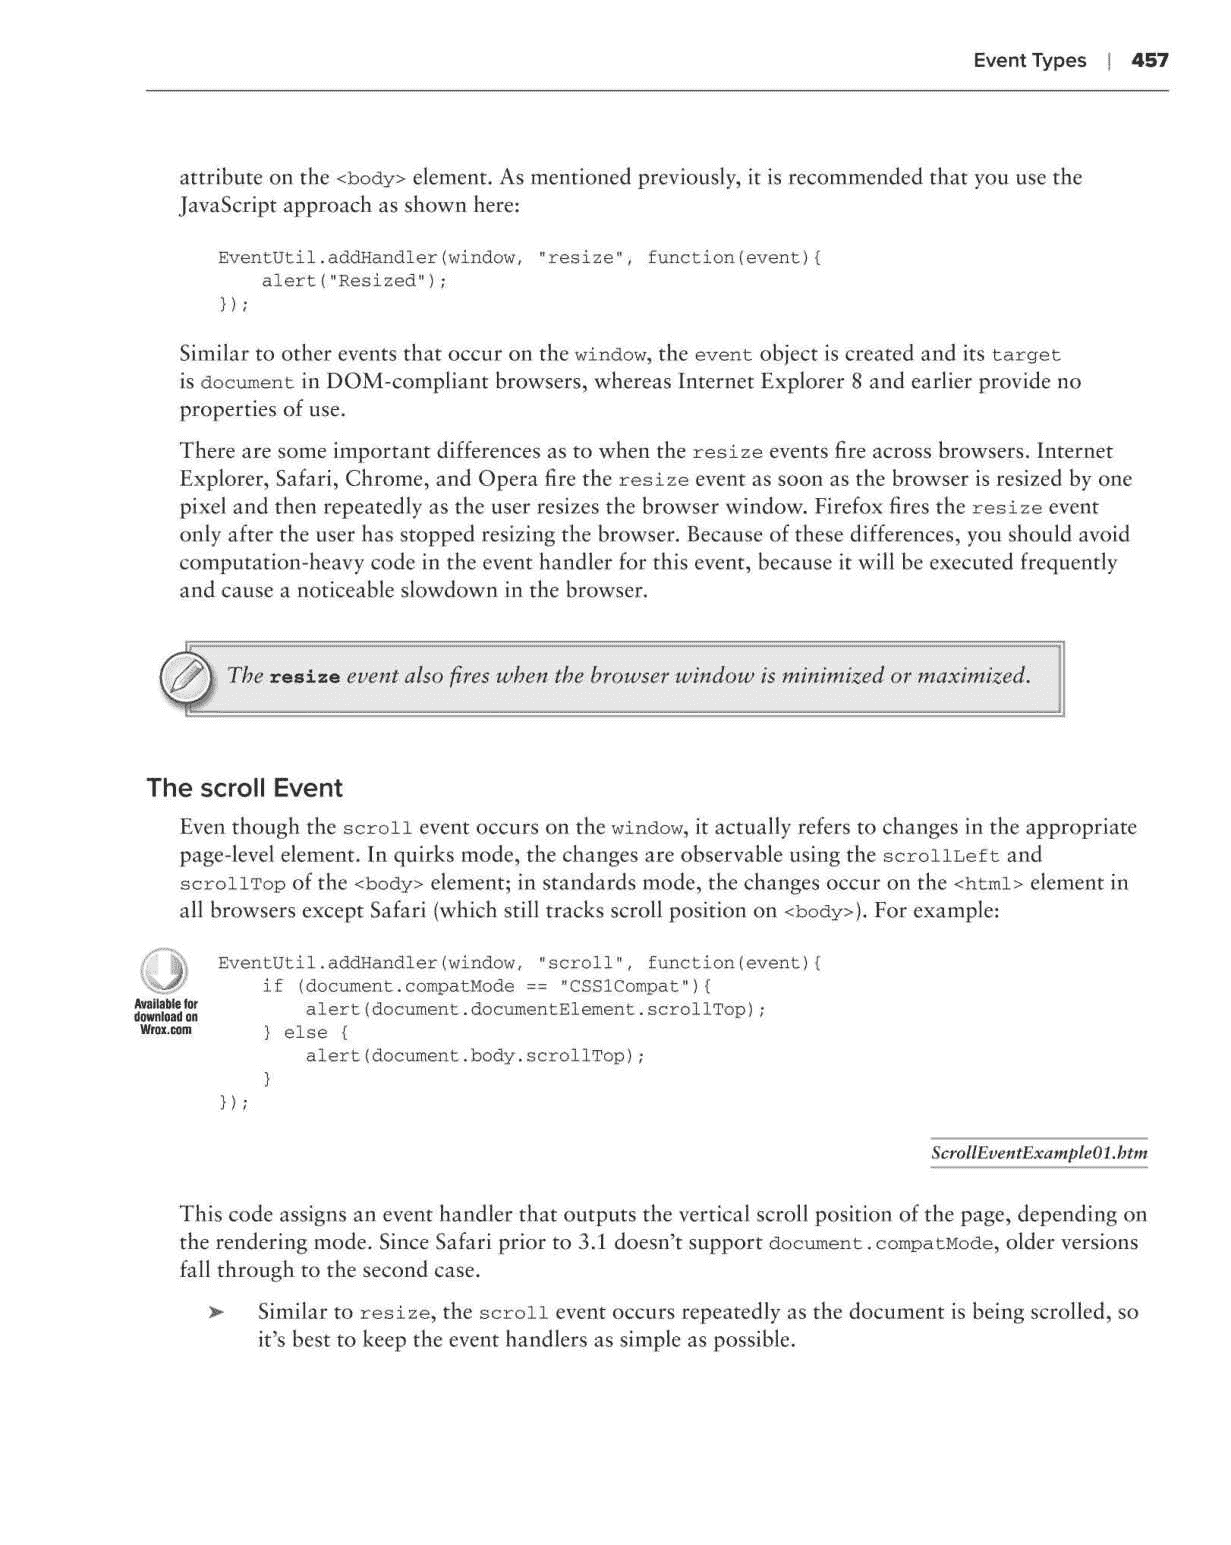 Event Types | 457
attribute on the <body> element. As mentioned previously, it is recommended that you use the
JavaScript approach as shown here:
EventUtil.addHandler(window, "resize", function(event){
    alert("Resized");
});
Similar to other events that occur on the window, the event object is created and its target
is document in DOM-compliant browsers, whereas Internet Explorer 8 and earlier provide no
properties of use.
There are some important differences as to when the resize events fire across browsers. Internet
Explorer, Safari, Chrome, and Opera fire the resize event as soon as the browser is resized by one
pixel and then repeatedly as the user resizes the browser window. Firefox fires the resize event
only after the user has stopped resizing the browser. Because of these differences, you should avoid
computation-heavy code in the event handler for this event, because it will be executed frequently
and cause a noticeable slowdown in the browser.
The resize event also fires when the browser window is minimized or maximized.
The scroll Event
Even though the scroll event occurs on the window, it actually refers to changes in the appropriate
page-level element. In quirks mode, the changes are observable using the scrollLeft and
scrollTop of the <body> element; in standards mode, the changes occur on the <html> element in
all browsers except Safari (which still tracks scroll position on <body>). For example:
Available for
download on
Wrox.com
EventUtil.addHandler(window, "scroll", function(event){
    if (document.compatMode == "CSS1Compat"){
        alert(document.documentElement.scrollTop);
    } else {
        alert(document.body.scrollTop);
    }
});
ScrollEventExample01.htm
This code assigns an event handler that outputs the vertical scroll position of the page, depending on
the rendering mode. Since Safari prior to 3.1 doesn't support document.compatMode, older versions
fall through to the second case.
➤ Similar to resize, the scroll event occurs repeatedly as the document is being scrolled, so
it's best to keep the event handlers as simple as possible.